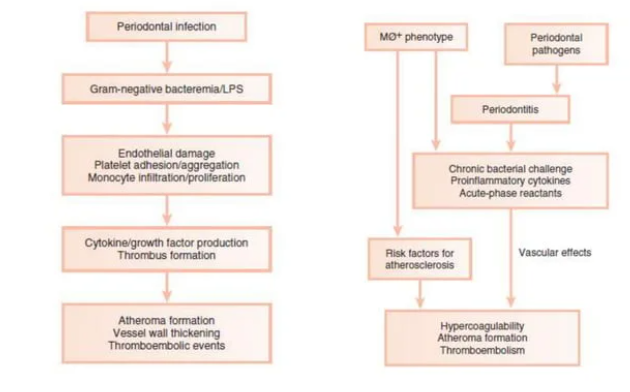 Periodontal infection
Gram-negative bacteremia/LPS
Endothelial damage
Platelet adhesion/aggregation
Monocyte infiltration/proliferation
Cytokine/growth factor production
Thrombus formation
Atheroma formation
Vessel wall thickening
Thromboembolic events
MØ+ phenotype
Periodontal
pathogens
Periodontitis
Chronic bacterial challenge
Proinflammatory cytokines
Acute-phase reactants
Risk factors for
atherosclerosis
Vascular effects
Hypercoagulability
Atheroma formation
Thromboembolism